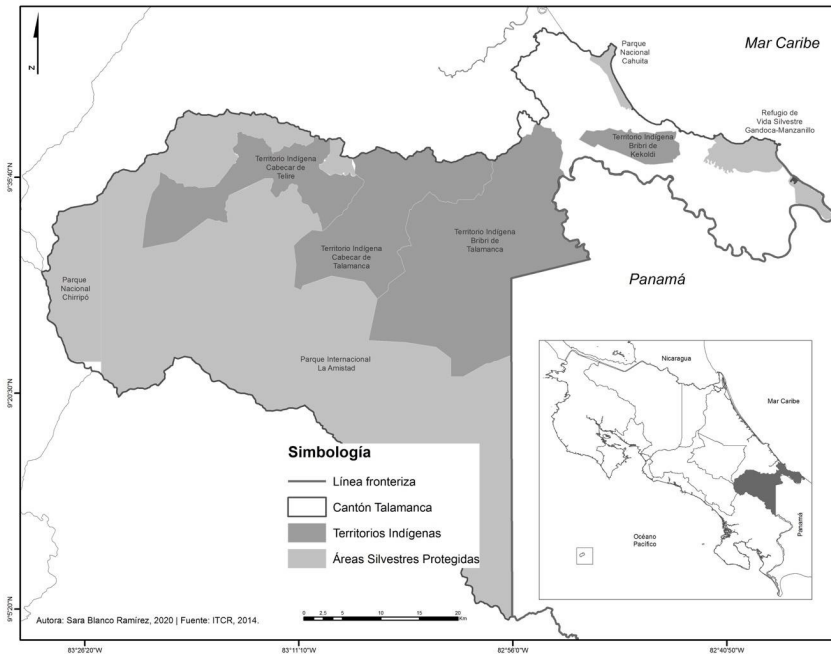 Mar Caribe
Parque
Nacional
Cahuita
Refugio de
Vida Silvestre
Gandoca-Manzanillo
Territorio Indígena
Bribri de
Kekoldi
Territorio Indígena
Cabecar de
Telire
Territorio Indígena
Bribri de
Talamanca
Territorio Indígena
Cabecar de
Talamanca
Parque
Nacional
Chirripó
Panamá
Parque Internacional
La Amistad
N
9°35'40"N
9°20'30"N
9°5'20"N
Simbología
Línea fronteriza
Cantón Talamanca
Territorios Indígenas
Áreas Silvestres Protegidas
Nicaragua
Mar Caribe
Océano
Pacífico
Panamá
Autora: Sara Blanco Ramírez, 2020 | Fuente: ITCR, 2014.
0 2,5 5 10 15 20
Km
83°26'20"O 83°11'10"O 82°56'0"O 82°40'50"O